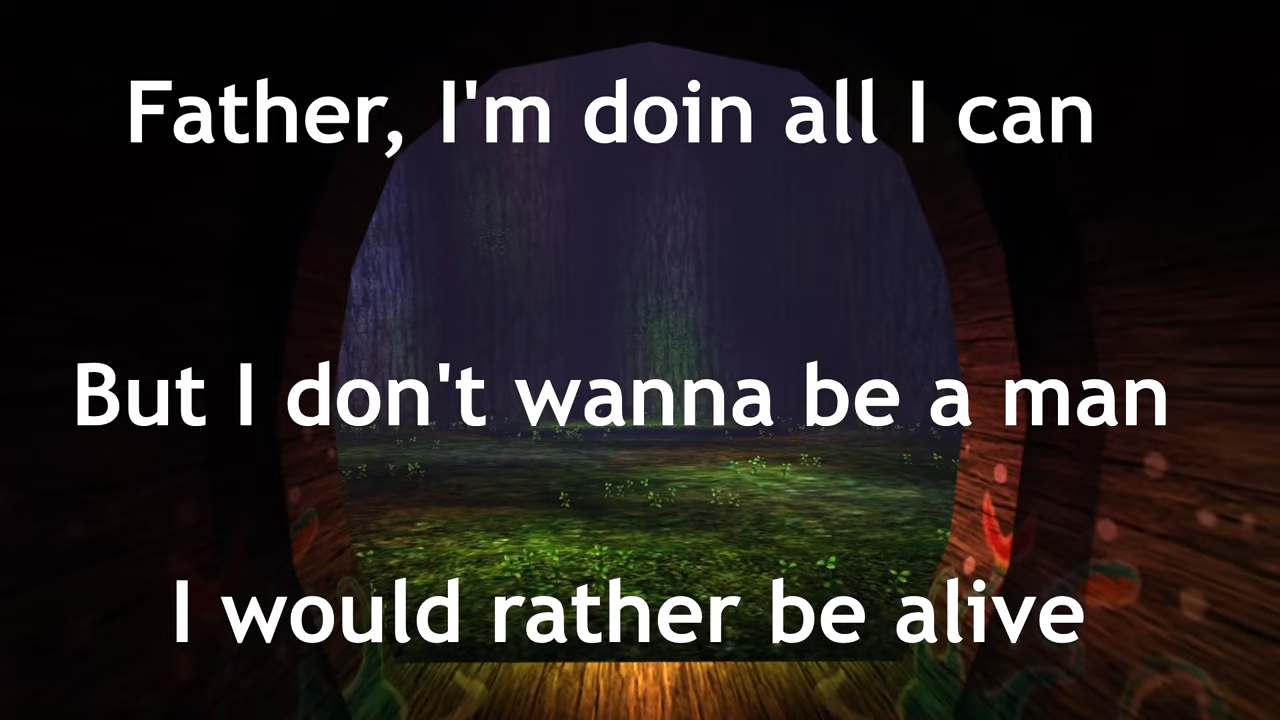 Father, I'm doin all I can
But I don't wanna be a man
I would rather be alive